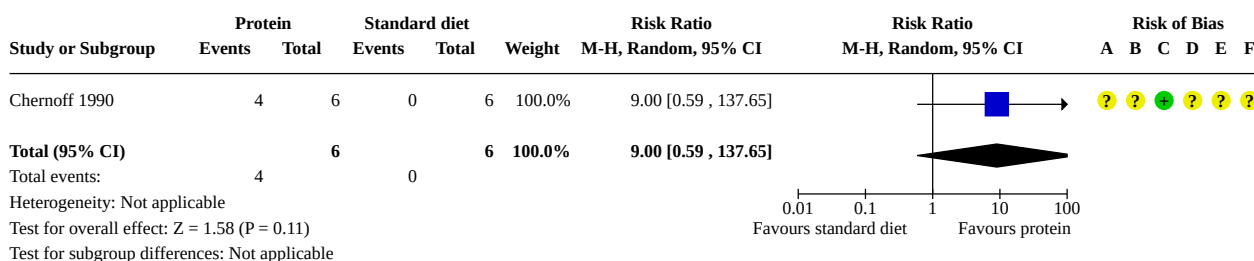 Protein Standard diet Risk Ratio Risk Ratio Risk of Bias
Study or Subgroup Events Total Events Total Weight M-H, Random, 95% CI M-H, Random, 95% CI A B C D E F
Chernoff 1990 4 6 0 6 100.0% 9.00 [0.59 , 137.65] ? ? + ? ? ?
Total (95% CI) 6 6 100.0% 9.00 [0.59 , 137.65]
Total events: 4 0
Heterogeneity: Not applicable
0.01 0.1 1 10 100
Test for overall effect: Z = 1.58 (P = 0.11)
Favours standard diet Favours protein
Test for subgroup differences: Not applicable